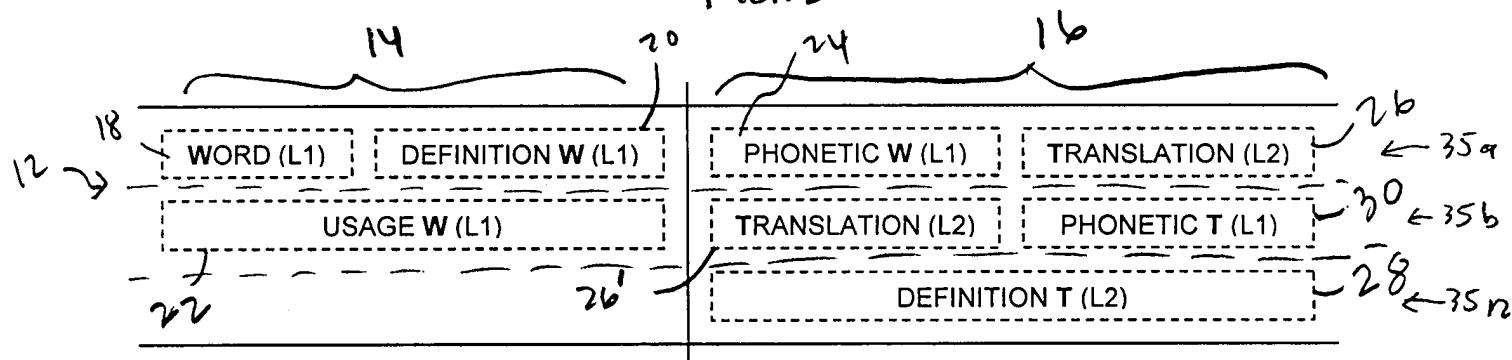 14 20 24 16
18 WORD (L1) DEFINITION W (L1) PHONETIC W (L1) TRANSLATION (L2) 26 35a
12
USAGE W (L1) TRANSLATION (L2) PHONETIC T (L1) 30 35b
22 26' DEFINITION T (L2) 28 35n